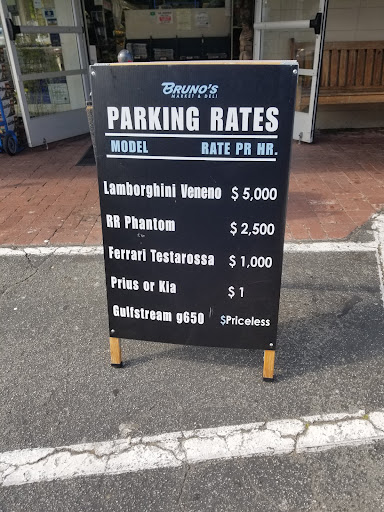 BRUNO'S
MARKET & DELI
PARKING RATES
MODEL RATE PR HR.
Lamborghini Veneno $ 5,000
RR Phantom $ 2,500
Ferrari Testarossa $ 1,000
Prius or Kia $ 1
Gulfstream g650 $Priceless